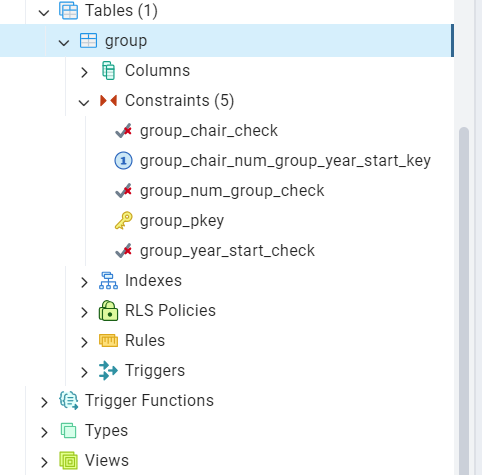 Tables (1)
group
Columns
Constraints (5)
group_chair_check
1 group_chair_num_group_year_start_key
group_num_group_check
group_pkey
group_year_start_check
Indexes
RLS Policies
Rules
Triggers
Trigger Functions
Types
Views